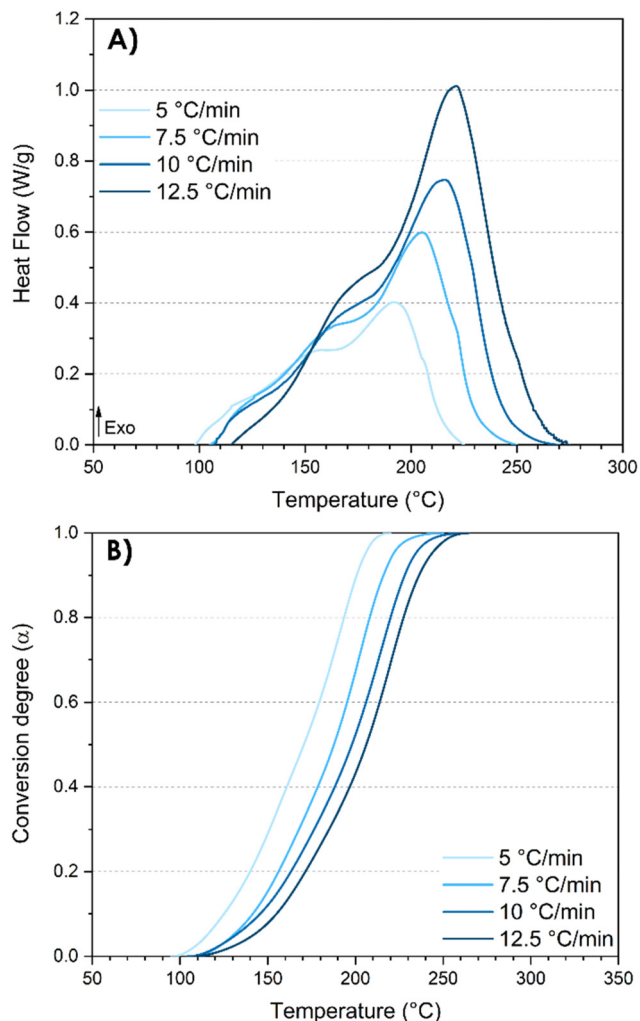 A)
1.2
1.0
0.8
0.6
0.4
0.2
0.0
Heat Flow (W/g)
5 °C/min
7.5 °C/min
10 °C/min
12.5 °C/min
Exo
50 100 150 200 250 300
Temperature (°C)
B)
1.0
0.8
0.6
0.4
0.2
0.0
Conversion degree (α)
5 °C/min
7.5 °C/min
10 °C/min
12.5 °C/min
50 100 150 200 250 300 350
Temperature (°C)